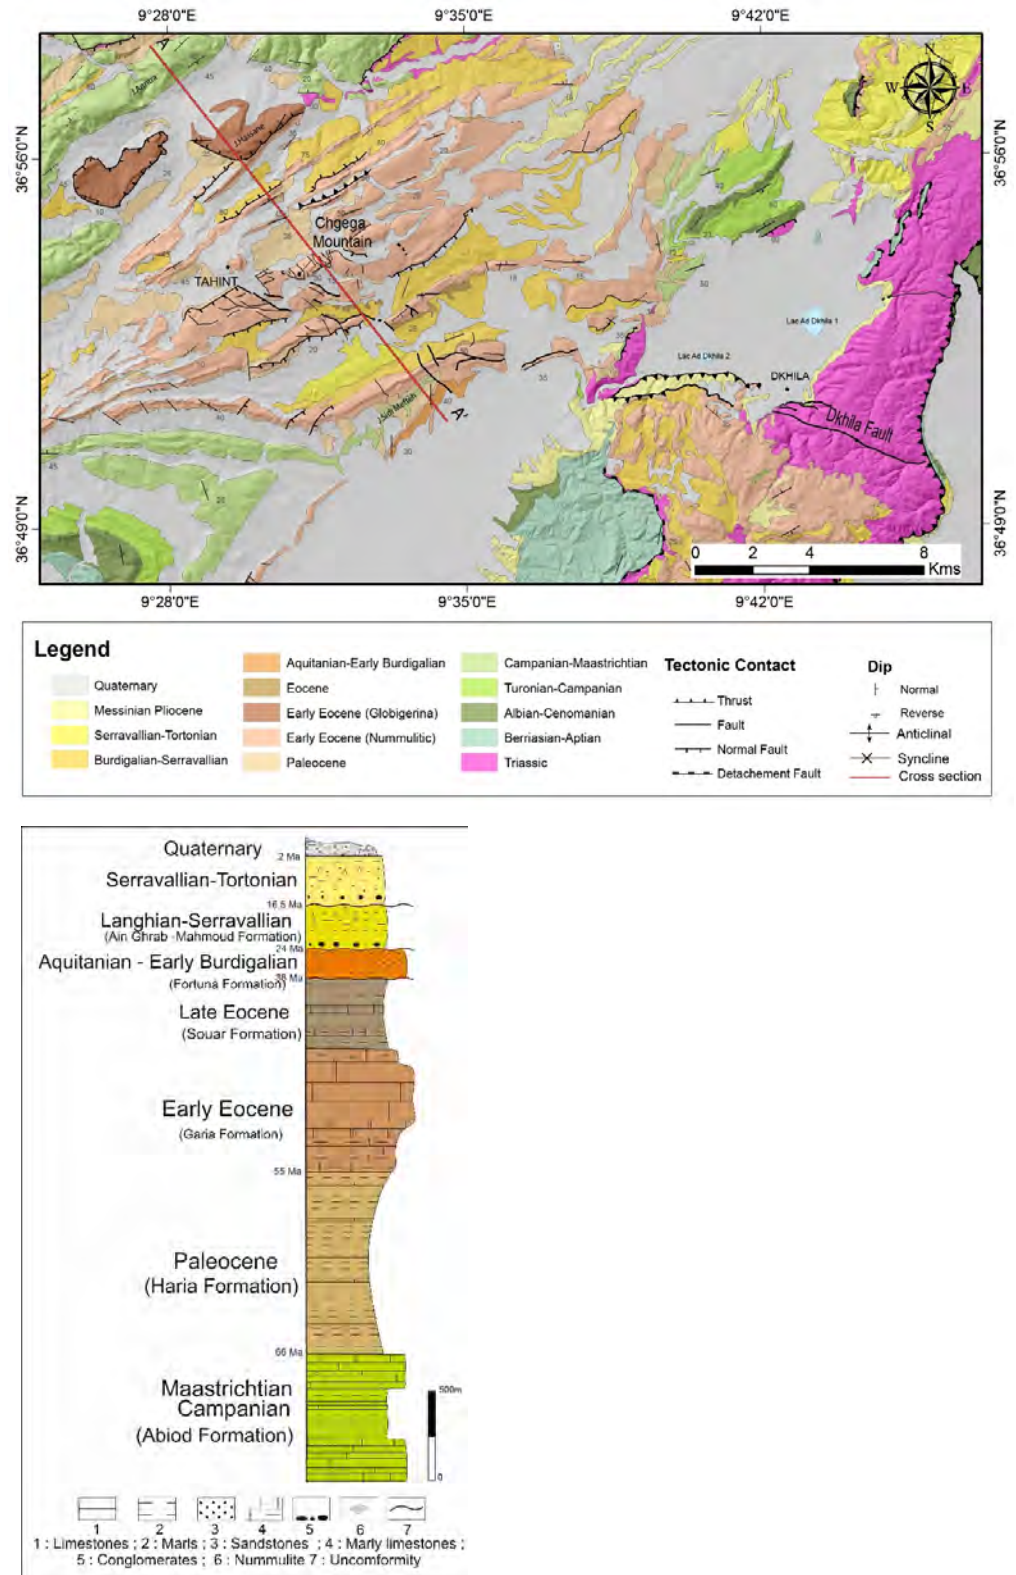 9°28'0"E 9°35'0"E 9°42'0"E
A
N
W E
S
36°56'0"N 36°56'0"N
Chgega
Mountain
TAHINT
Lac Ad Dkhila 1
Lac Ad Dkhila 2
DKHILA
Dkhila Fault
J.Sidi Meftah
A-
36°49'0"N 36°49'0"N
0 2 4 8
Kms
9°28'0"E 9°35'0"E 9°42'0"E
Legend
Quaternary
Messinian Pliocene
Serravallian-Tortonian
Burdigalian-Serravallian
Aquitanian-Early Burdigalian
Eocene
Early Eocene (Globigerina)
Early Eocene (Nummulitic)
Paleocene
Campanian-Maastrichtian
Turonian-Campanian
Albian-Cenomanian
Berriasian-Aptian
Triassic
Tectonic Contact
Thrust
Fault
Normal Fault
Detachement Fault
Dip
Normal
Reverse
Anticlinal
Syncline
Cross section
Quaternary
2 Ma
Serravallian-Tortonian
16,5 Ma
Langhian-Serravallian
(Ain Ghrab -Mahmoud Formation)
24 Ma
Aquitanian - Early Burdigalian
38 Ma
(Fortuna Formation)
Late Eocene
(Souar Formation)
Early Eocene
(Garia Formation)
55 Ma
Paleocene
(Haria Formation)
66 Ma
Maastrichtian
Campanian
(Abiod Formation)
500m
0
1 2 3 4 5 6 7
1 : Limestones ; 2 : Marls ; 3 : Sandstones ; 4 : Marly limestones ;
5 : Conglomerates ; 6 : Nummulite 7 : Uncomformity